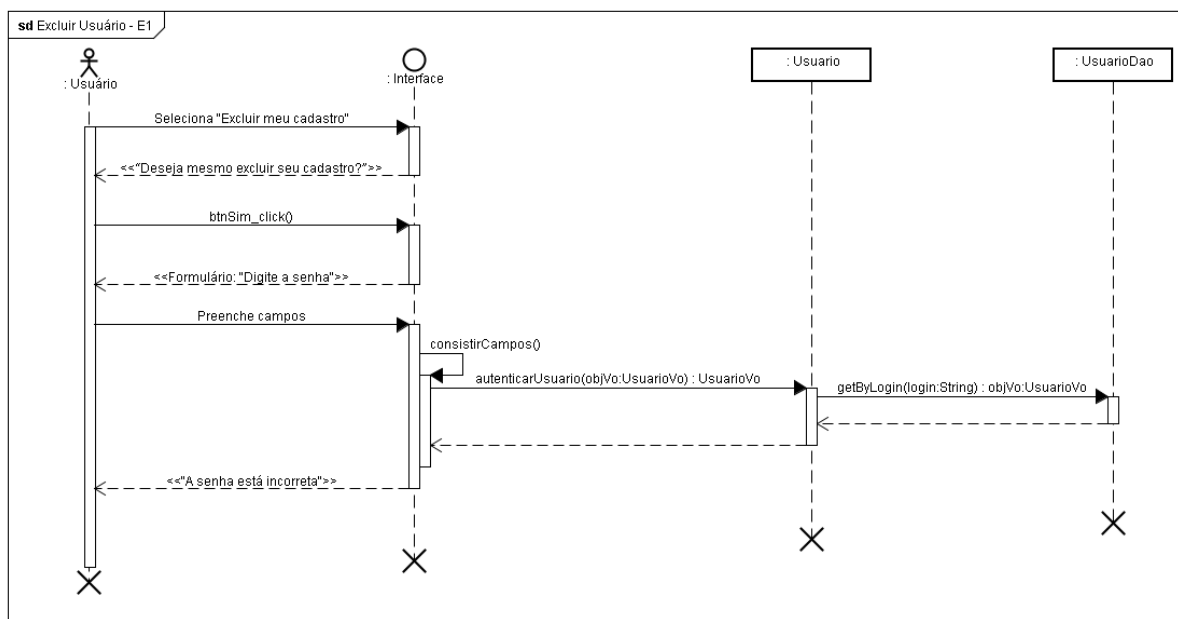 sd Excluir Usuário - E1
: Usuário
: Interface
: Usuario
: UsuarioDao
Seleciona "Excluir meu cadastro"
<<"Deseja mesmo excluir seu cadastro?">>
btnSim_click()
<<Formulário: "Digite a senha">>
Preenche campos
consistirCampos()
autenticarUsuario(objVo:UsuarioVo) : UsuarioVo
getByLogin(login:String) : objVo:UsuarioVo
<<"A senha está incorreta">>